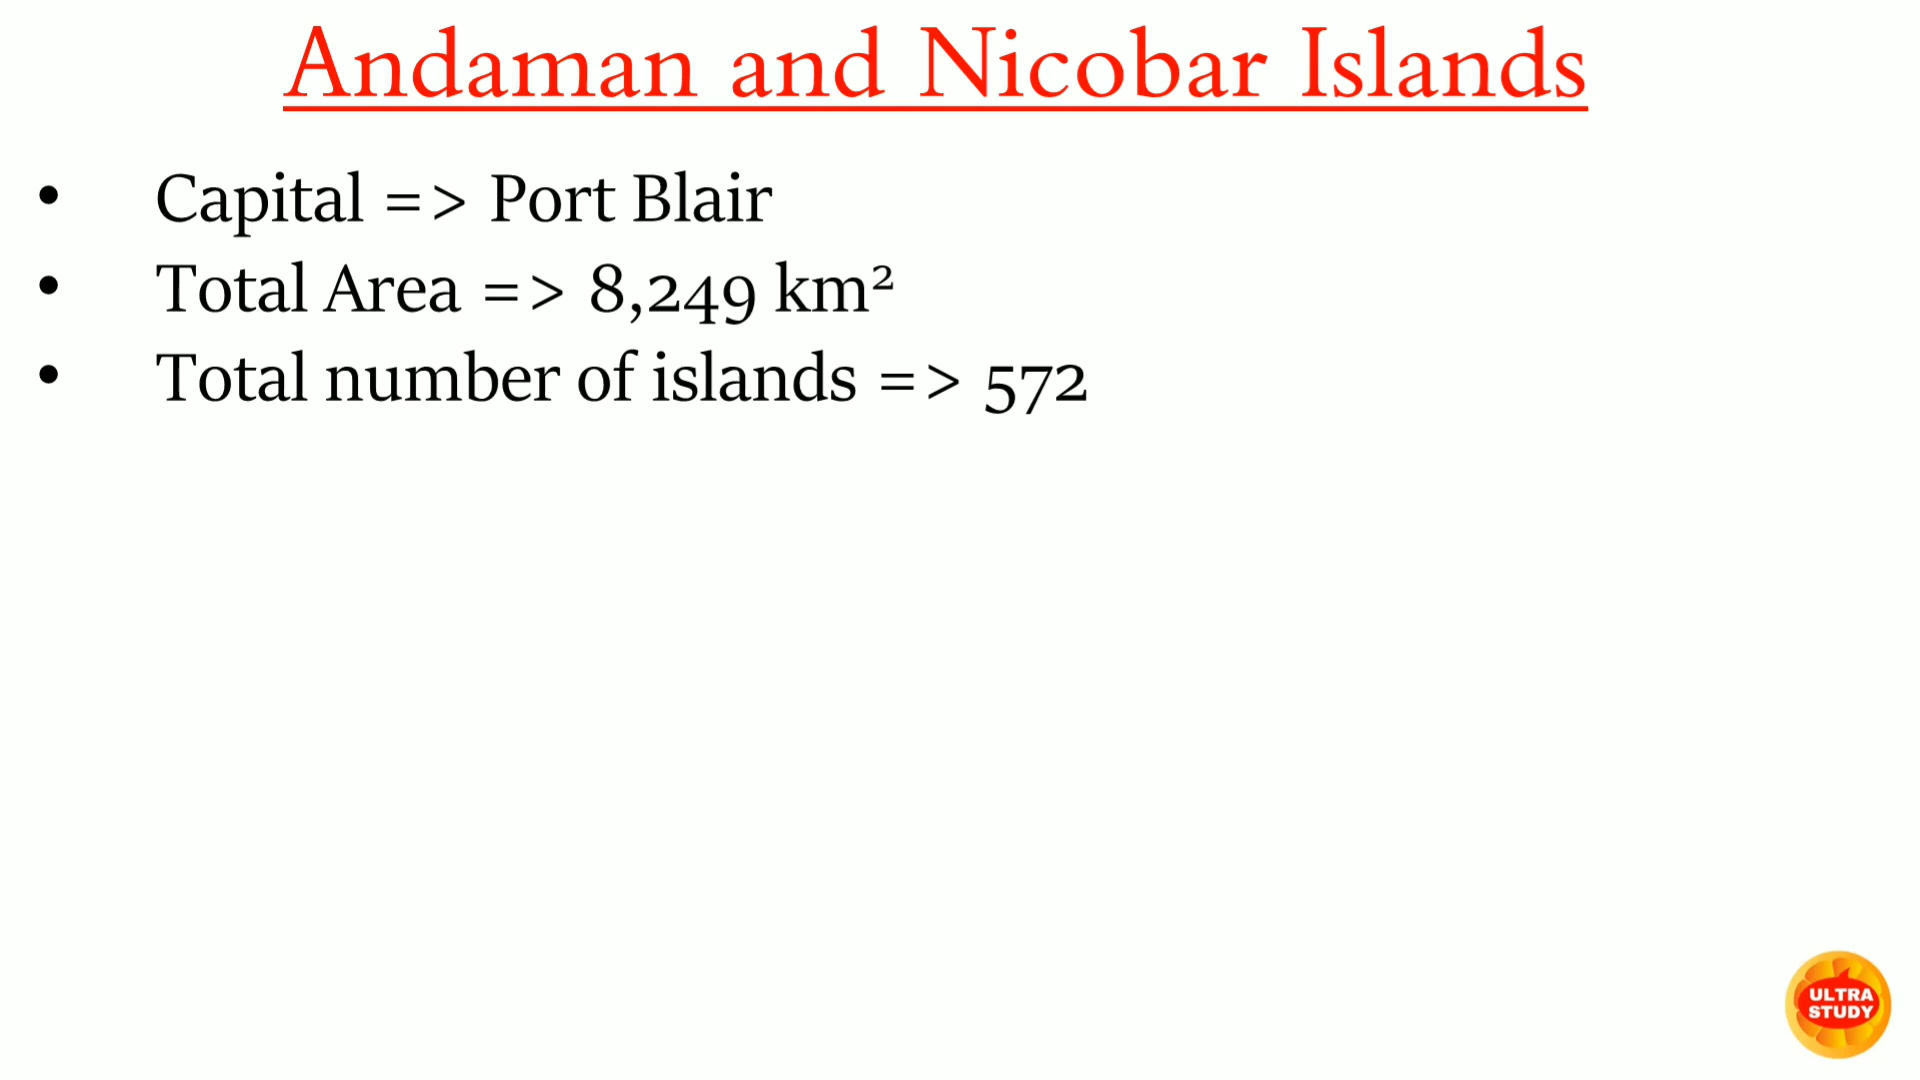 Andaman and Nicobar Islands
• Capital => Port Blair
• Total Area => 8,249 km²
• Total number of islands => 572
ULTRA
STUDY